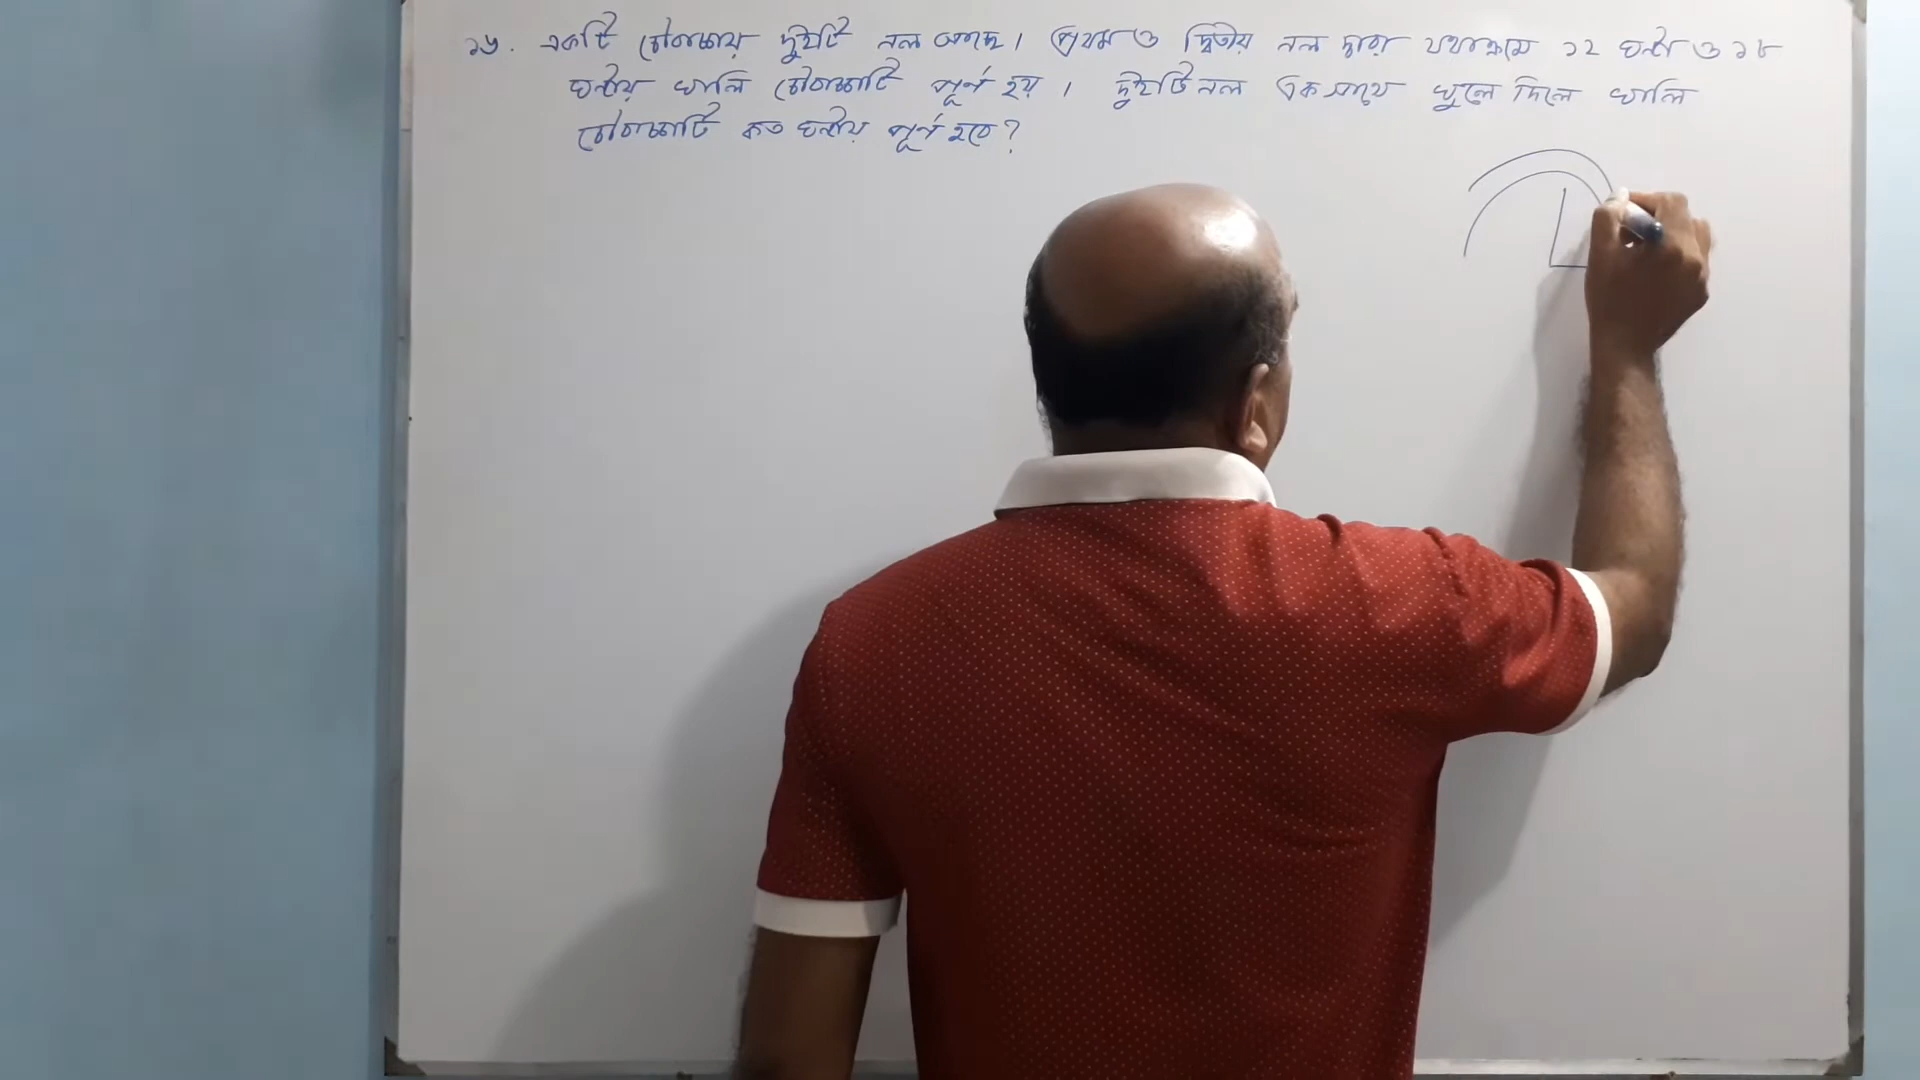 ১৬. একটি চৌবাচ্চায় দুইটি নল আছে। প্রথম ও দ্বিতীয় নল দ্বারা যথাক্রমে ১২ ঘন্টা ও ১৮
ঘন্টায় খালি চৌবাচ্চাটি পূর্ণ হয়। দুইটি নল একসাথে খুলে দিলে খালি
চৌবাচ্চাটি কত ঘন্টায় পূর্ণ হবে?